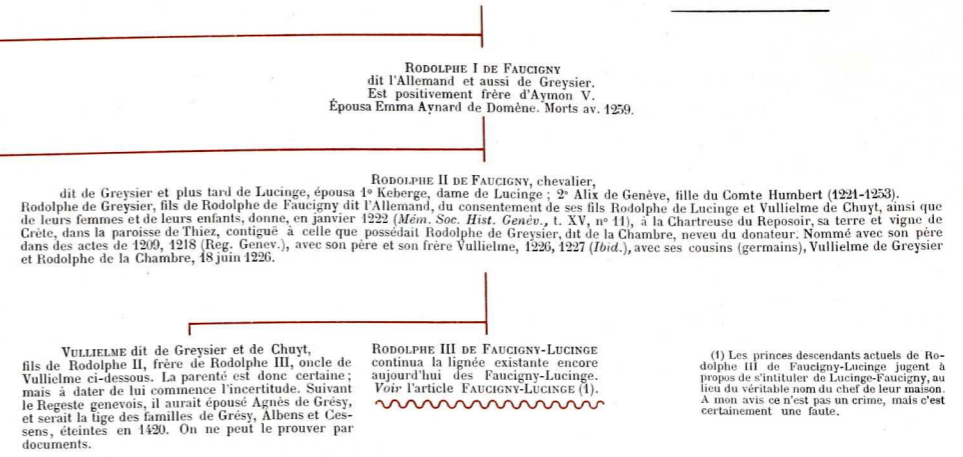 RODOLPHE I DE FAUCIGNY
dit l'Allemand et aussi de Greysier.
Est positivement frère d'Aymon V.
Épousa Emma Aynard de Domène. Morts av. 1259.
RODOLPHE II DE FAUCIGNY, chevalier,
dit de Greysier et plus tard de Lucinge, épousa 1º Keberge, dame de Lucinge ; 2º Alix de Genève, fille du Comte Humbert (1221-1253).
Rodolphe de Greysier, fils de Rodolphe de Faucigny dit l'Allemand, du consentement de ses fils Rodolphe de Lucinge et Vullielme de Chuyt, ainsi que
de leurs femmes et de leurs enfants, donne, en janvier 1222 (Mém. Soc. Hist. Genèv., t. XV, nº 11), à la Chartreuse du Reposoir, sa terre et vigne de
Crète, dans la paroisse de Thiez, contiguë à celle que possédait Rodolphe de Greysier, dit de la Chambre, neveu du donateur. Nommé avec son père
dans des actes de 1209, 1218 (Reg. Genev.), avec son père et son frère Vullielme, 1226, 1227 (Ibid.), avec ses cousins (germains), Vullielme de Greysier
et Rodolphe de la Chambre, 18 juin 1226.
VULLIELME dit de Greysier et de Chuyt,
fils de Rodolphe II, frère de Rodolphe III, oncle de
Vullielme ci-dessous. La parenté est donc certaine ;
mais à dater de lui commence l'incertitude. Suivant
le Regeste genevois, il aurait épousé Agnès de Grésy,
et serait la tige des familles de Grésy, Albens et Ces-
sens, éteintes en 1420. On ne peut le prouver par
documents.
RODOLPHE III DE FAUCIGNY-LUCINGE
continua la lignée existante encore
aujourd'hui des Faucigny-Lucinge.
Voir l'article FAUCIGNY-LUCINGE (1).
(1) Les princes descendants actuels de Ro-
dolphe III de Faucigny-Lucinge jugent à
propos de s'intituler de Lucinge-Faucigny, au
lieu du véritable nom du chef de leur maison.
A mon avis ce n'est pas un crime, mais c'est
certainement une faute.